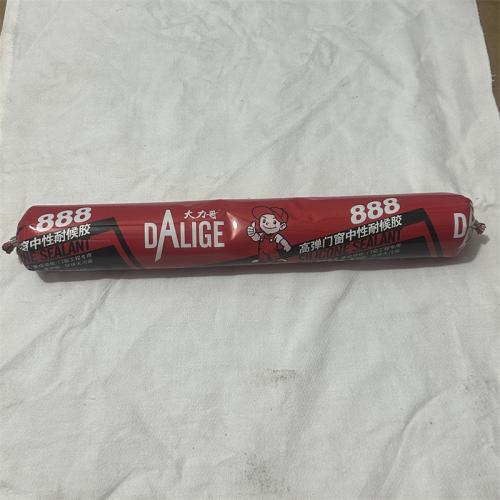 888
窗中性耐候胶
NE SEALANT
大力哥
DALIGE
888
高弹门窗中性耐候胶
SILICONE SEALANT
D